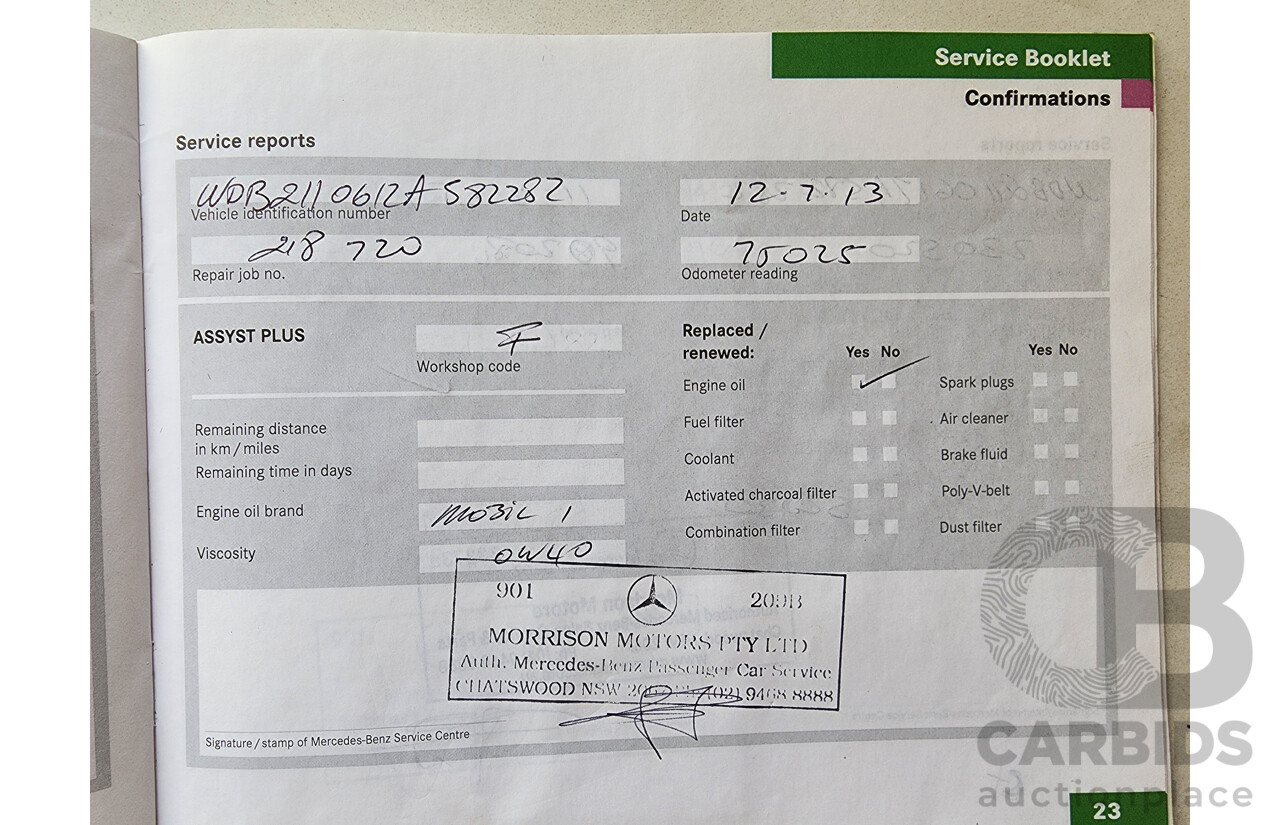 Service Booklet
Confirmations
Service reports
WDB2110612A582282
12-7-13
Vehicle identification number
Date
218 720
75025
Repair job no.
Odometer reading
ASSYST PLUS
F
Workshop code
Replaced /
renewed:
Yes No
Yes No
Engine oil
Spark plugs
Fuel filter
Air cleaner
Coolant
Brake fluid
Activated charcoal filter
Poly-V-belt
Combination filter
Dust filter
Remaining distance
in km / miles
Remaining time in days
Engine oil brand
MOBIL 1
Viscosity
0W40
901
MORRISON MOTORS PTY LTD
Auth. Mercedes-Benz Passenger Car Service
CHATSWOOD NSW (02) 9468 8888
Signature / stamp of Mercedes-Benz Service Centre
CB
CARBIDS
auctionplace
23